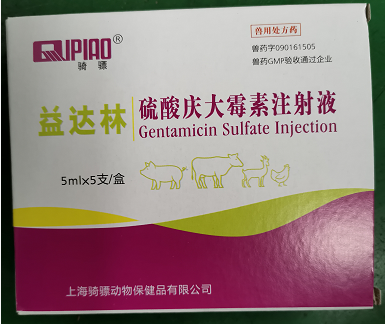 QIPIAO®
骑骠
兽用处方药
兽药字090161505
兽药GMP验收通过企业
益达林
硫酸庆大霉素注射液
Gentamicin Sulfate Injection
5ml×5支/盒
上海骑骠动物保健品有限公司